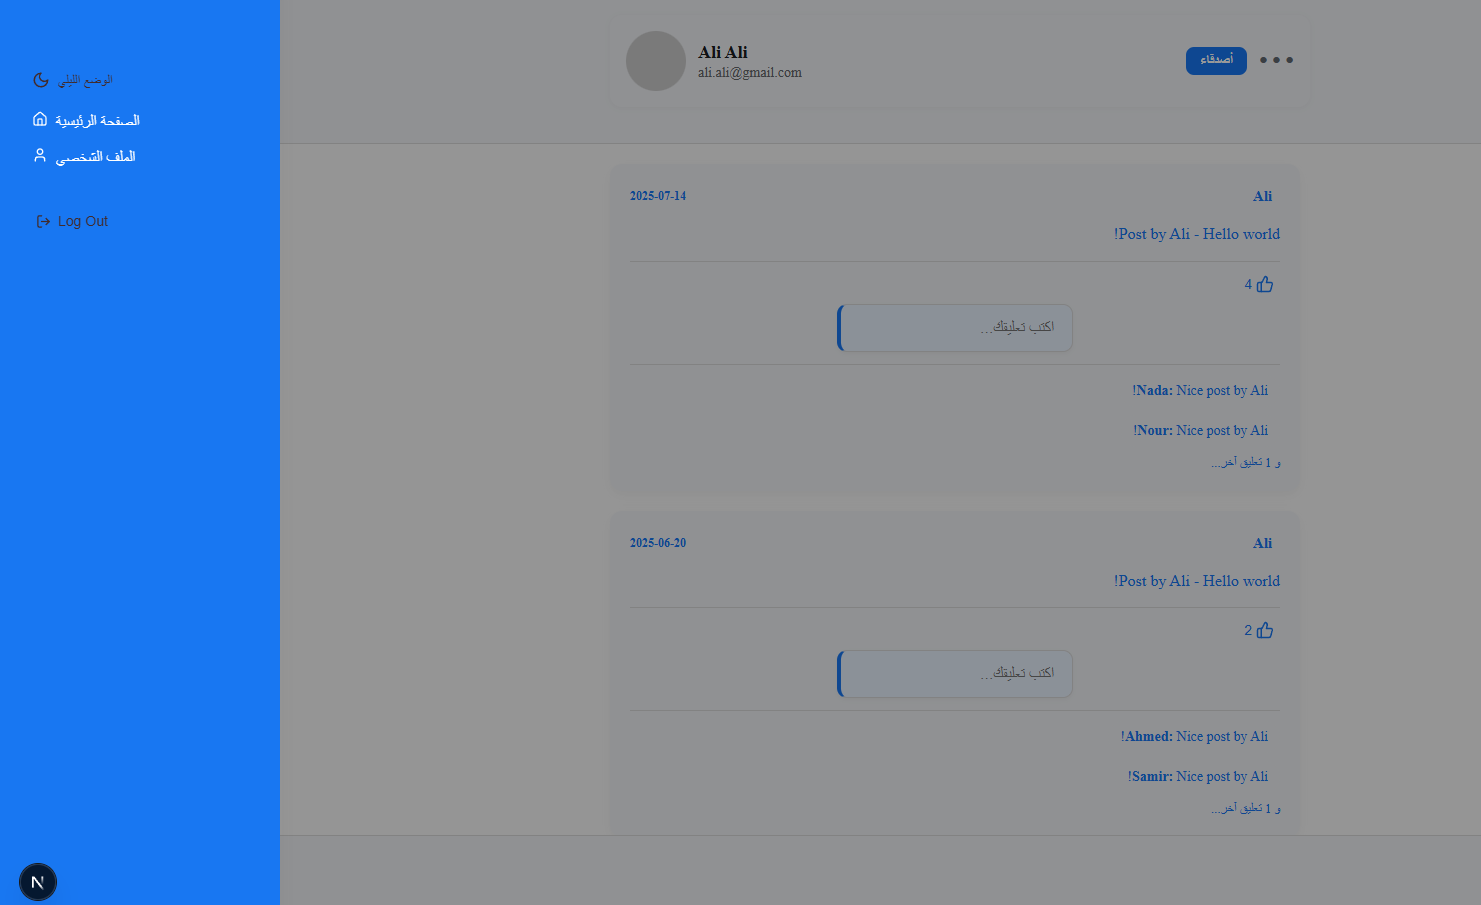 الوضع الليلي
الصفحة الرئيسية
الملف الشخصي
Log Out
Ali Ali
ali.ali@gmail.com
أصدقاء
Ali
2025-07-14
!Post by Ali - Hello world
4
اكتب تعليقك...
!Nada: Nice post by Ali
!Nour: Nice post by Ali
و 1 تعليق آخر...
Ali
2025-06-20
!Post by Ali - Hello world
2
اكتب تعليقك...
!Ahmed: Nice post by Ali
!Samir: Nice post by Ali
و 1 تعليق آخر...
N